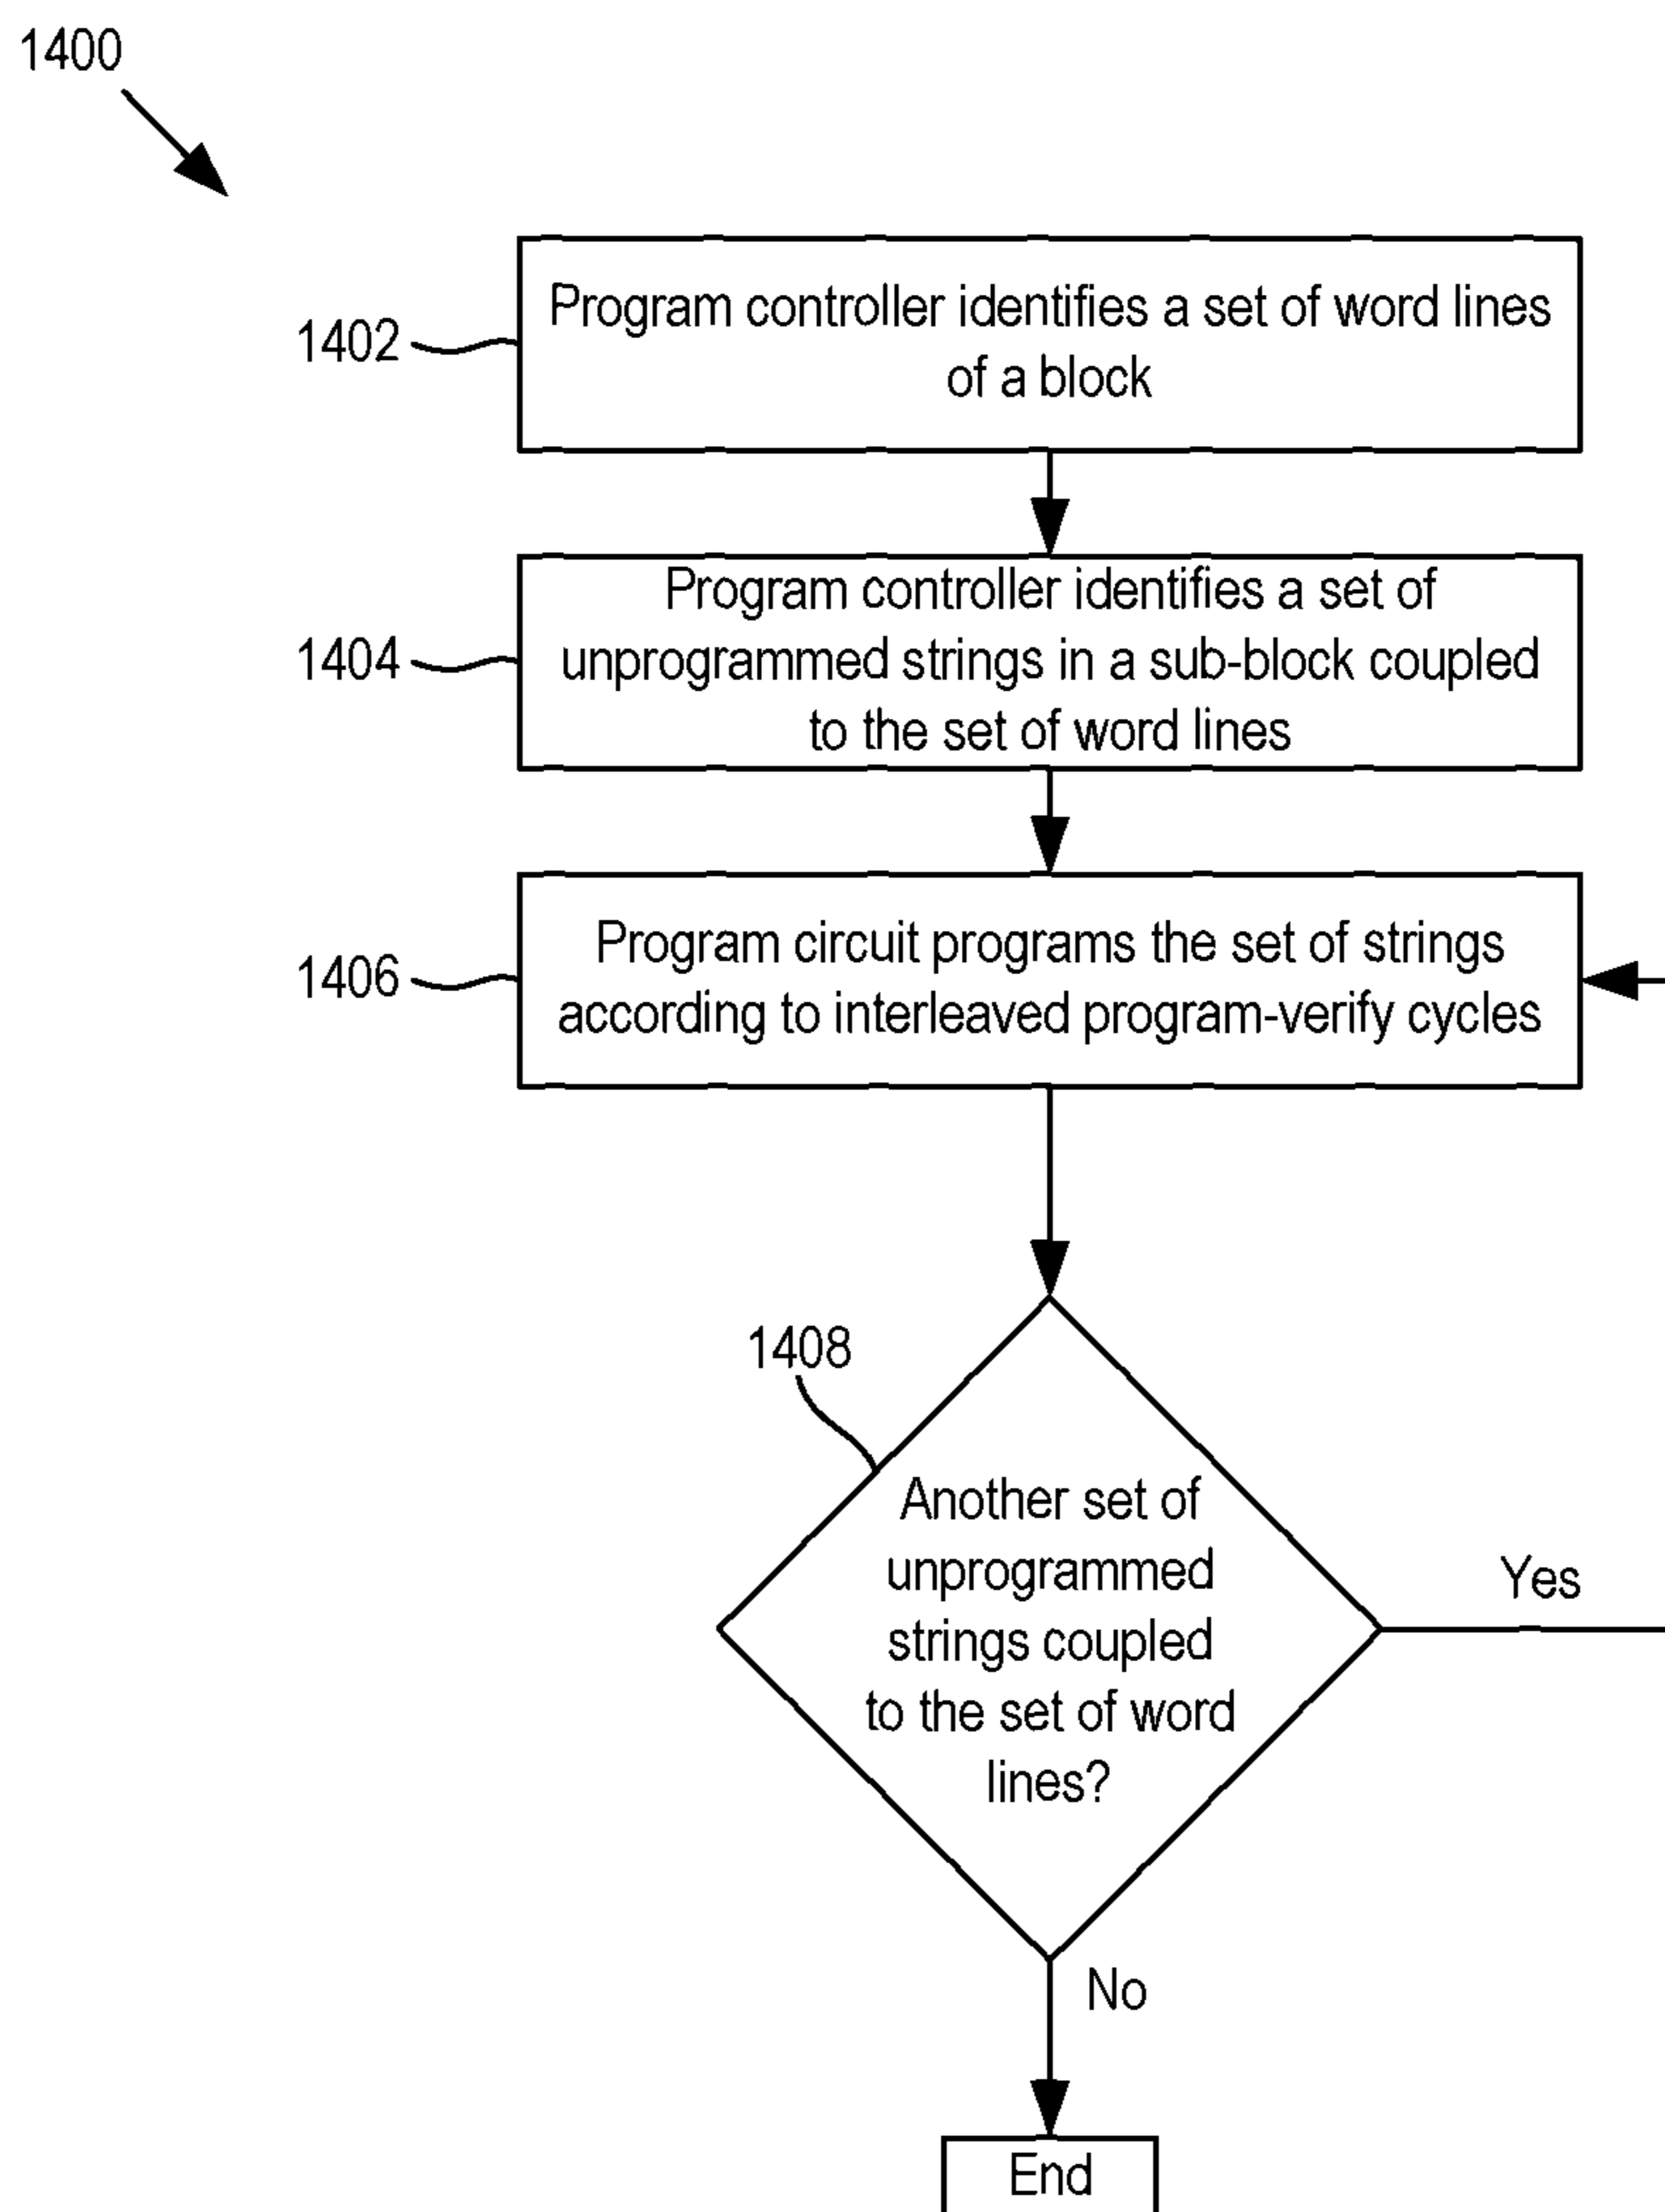 1400
1402
Program controller identifies a set of word lines
of a block
1404
Program controller identifies a set of
unprogrammed strings in a sub-block coupled
to the set of word lines
1406
Program circuit programs the set of strings
according to interleaved program-verify cycles
1408
Another set of
unprogrammed
strings coupled
to the set of word
lines?
Yes
No
End